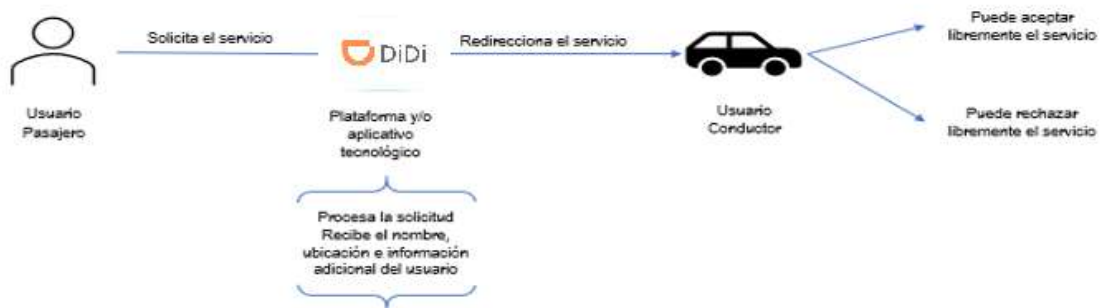 Solicita el servicio
DiDi
Redirecciona el servicio
Puede aceptar
libremente el servicio
Usuario
Pasajero
Plataforma y/o
aplicativo
tecnológico
Usuario
Conductor
Puede rechazar
libremente el servicio
Procesa la solicitud
Recibe el nombre,
ubicación e información
adicional del usuario